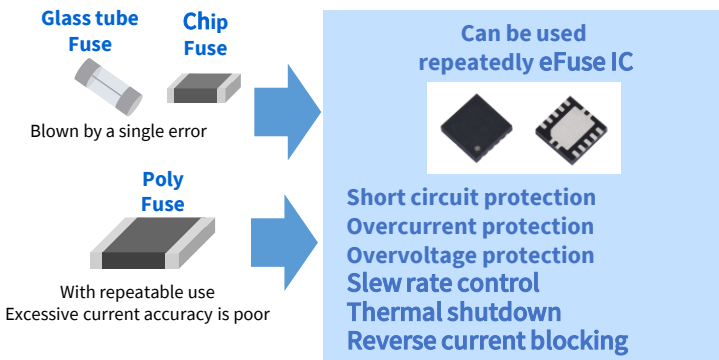 Glass tube
Fuse
Chip
Fuse
Blown by a single error
Poly
Fuse
With repeatable use
Excessive current accuracy is poor
Can be used
repeatedly eFuse IC
Short circuit protection
Overcurrent protection
Overvoltage protection
Slew rate control
Thermal shutdown
Reverse current blocking